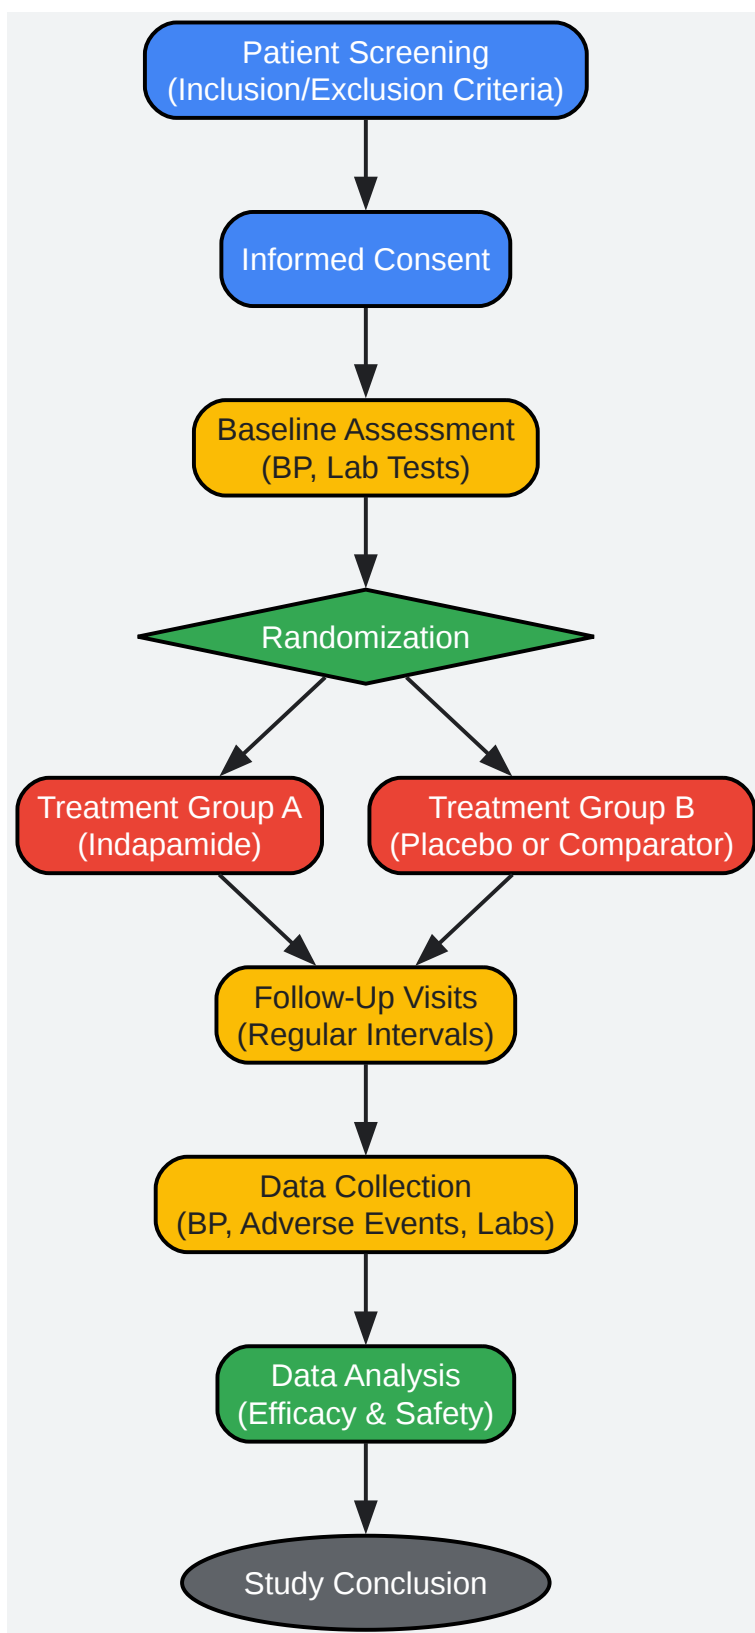 Patient Screening
(Inclusion/Exclusion Criteria)
Informed Consent
Baseline Assessment
(BP, Lab Tests)
Randomization
Treatment Group A
(Indapamide)
Treatment Group B
(Placebo or Comparator)
Follow-Up Visits
(Regular Intervals)
Data Collection
(BP, Adverse Events, Labs)
Data Analysis
(Efficacy & Safety)
Study Conclusion